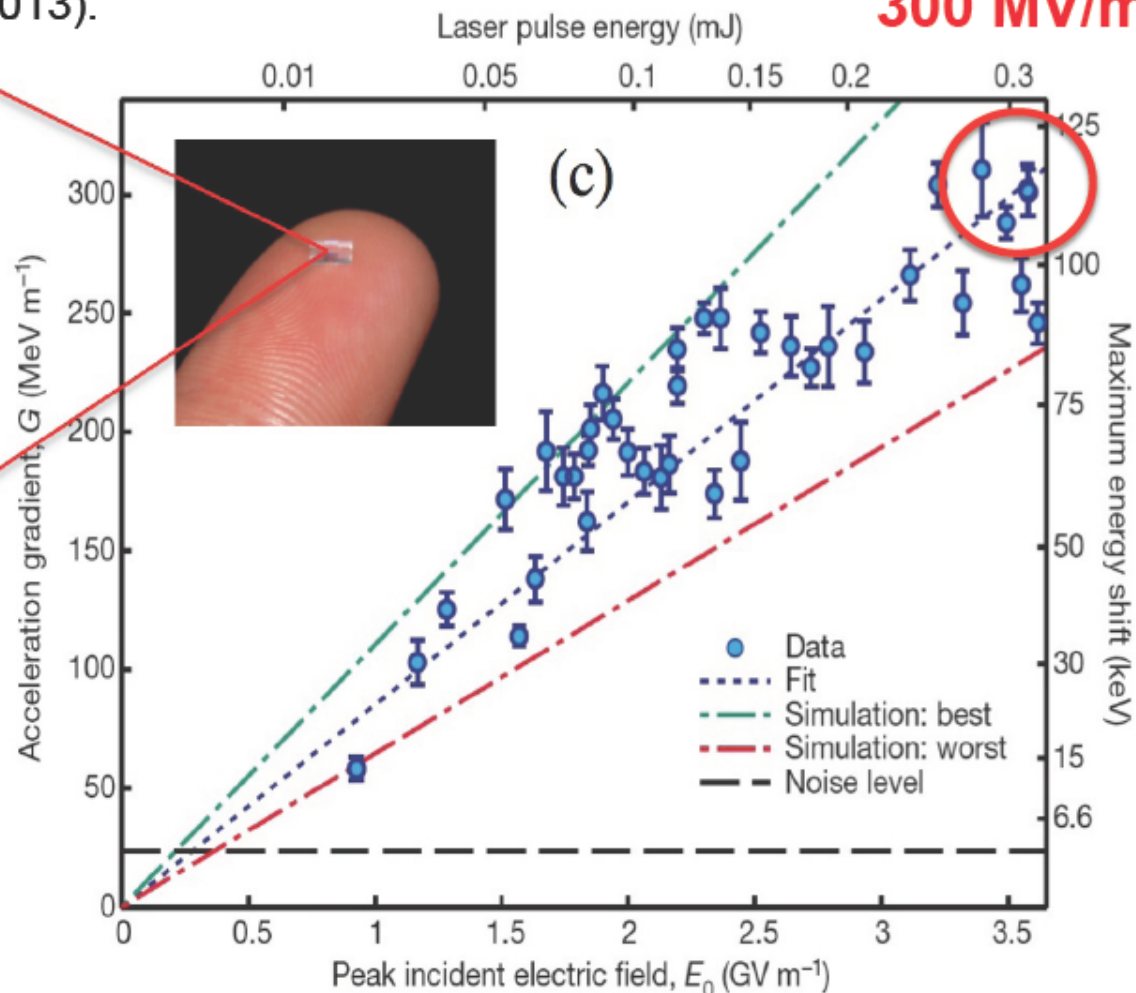 013).
300 MV/m
Laser pulse energy (mJ)
0.01 0.05 0.1 0.15 0.2 0.3
(c)
Acceleration gradient, G (MeV m⁻¹)
300
250
200
150
100
50
0
125
100
75
50
30
15
6.6
Maximum energy shift (keV)
Data
Fit
Simulation: best
Simulation: worst
Noise level
0 0.5 1 1.5 2 2.5 3 3.5
Peak incident electric field, E₀ (GV m⁻¹)